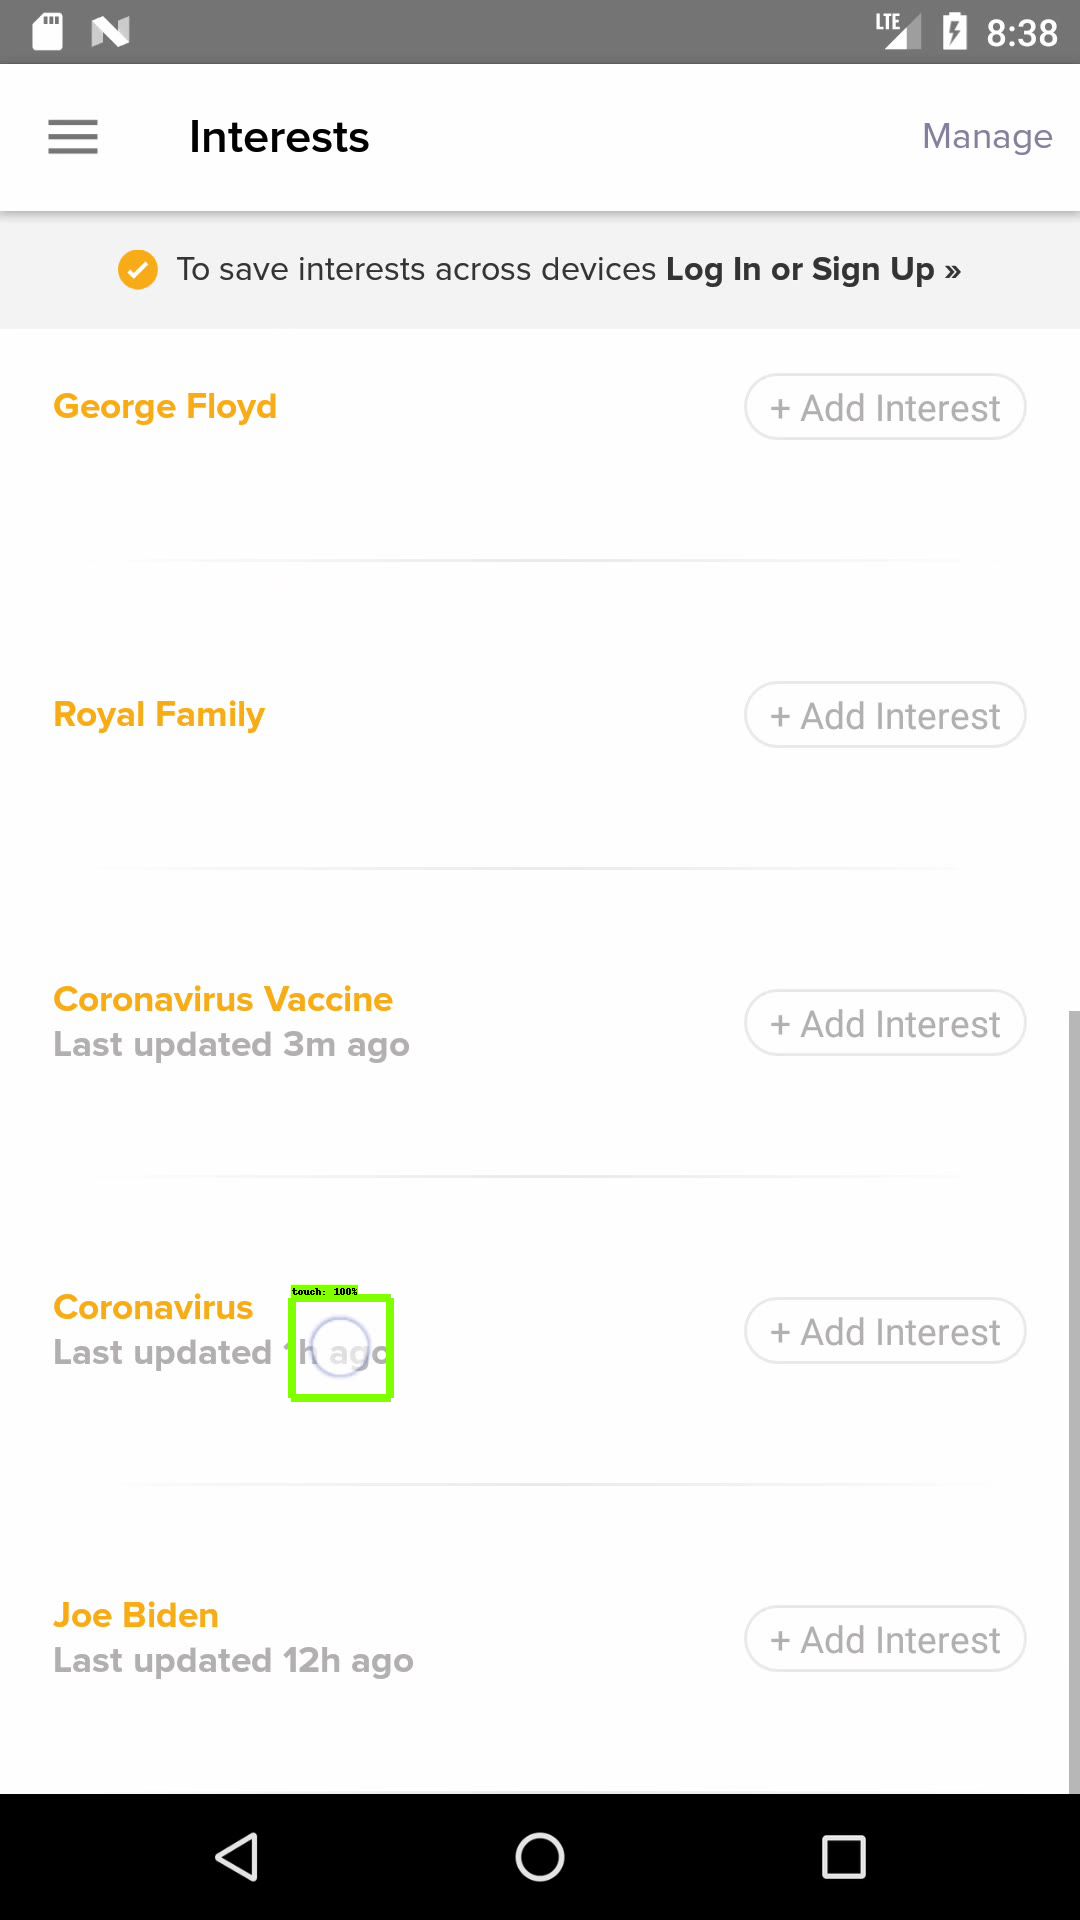 LTE 8:38
Interests Manage
To save interests across devices Log In or Sign Up »
George Floyd + Add Interest
Royal Family + Add Interest
Coronavirus Vaccine
Last updated 3m ago
+ Add Interest
touch: 100%
Coronavirus
Last updated 1h ago
+ Add Interest
Joe Biden
Last updated 12h ago
+ Add Interest